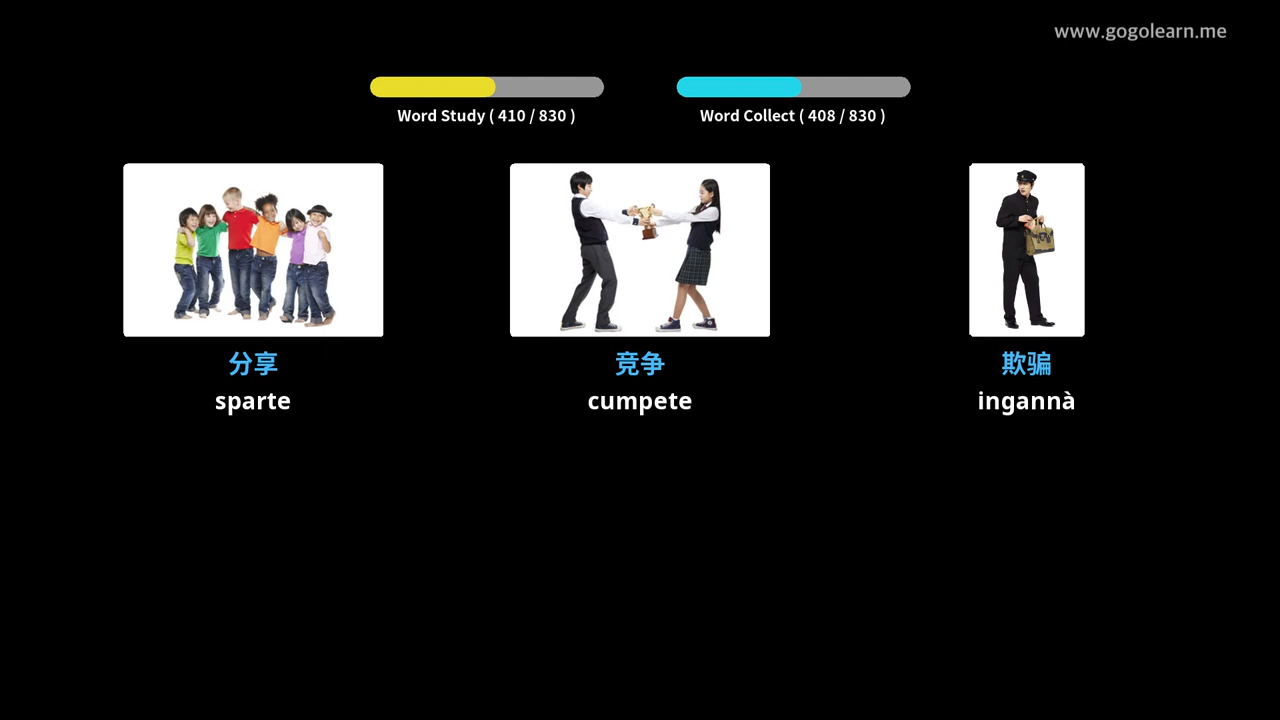 www.gogolearn.me
Word Study ( 410 / 830 )
Word Collect ( 408 / 830 )
分享
sparte
竞争
cumpete
欺骗
ingannà